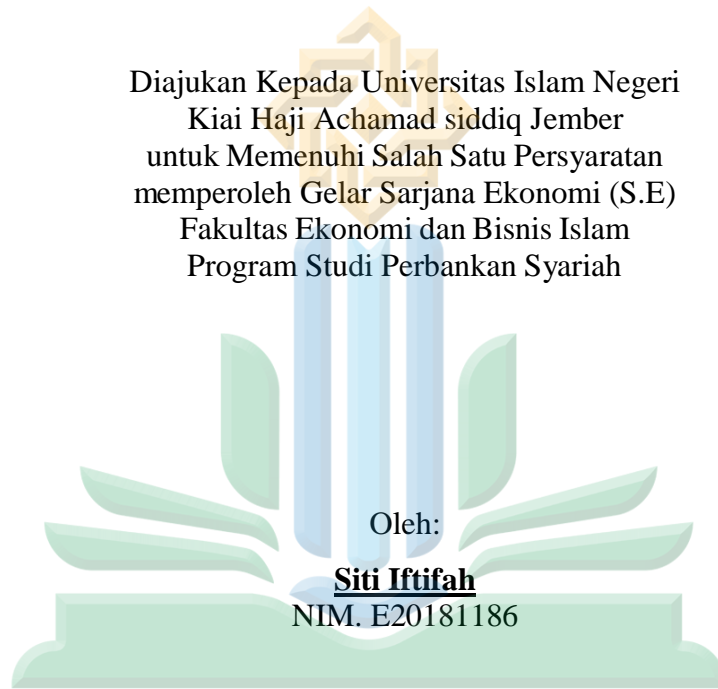 Diajukan Kepada Universitas Islam Negeri
Kiai Haji Achamad siddiq Jember
untuk Memenuhi Salah Satu Persyaratan
memperoleh Gelar Sarjana Ekonomi (S.E)
Fakultas Ekonomi dan Bisnis Islam
Program Studi Perbankan Syariah
Oleh:
Siti Iftifah
NIM. E20181186